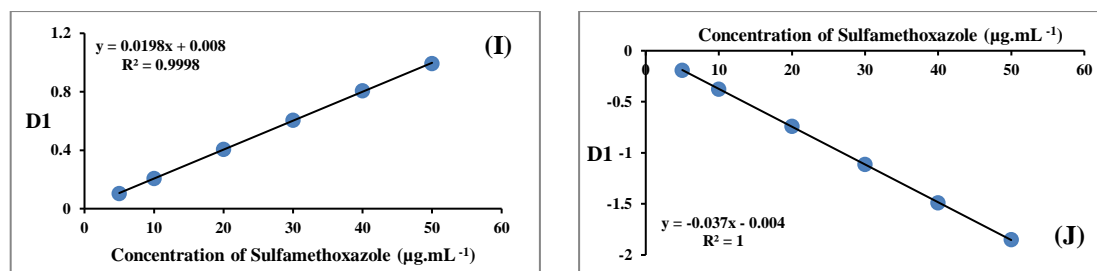 1.2
y = 0.0198x + 0.008
R² = 0.9998
(I)
0.8
D1
0.4
0
0 10 20 30 40 50 60
Concentration of Sulfamethoxazole (µg.mL ⁻¹)
Concentration of Sulfamethoxazole (µg.mL ⁻¹)
0
0 10 20 30 40 50 60
-0.5
D1
-1
-1.5
y = -0.037x - 0.004
R² = 1
(J)
-2